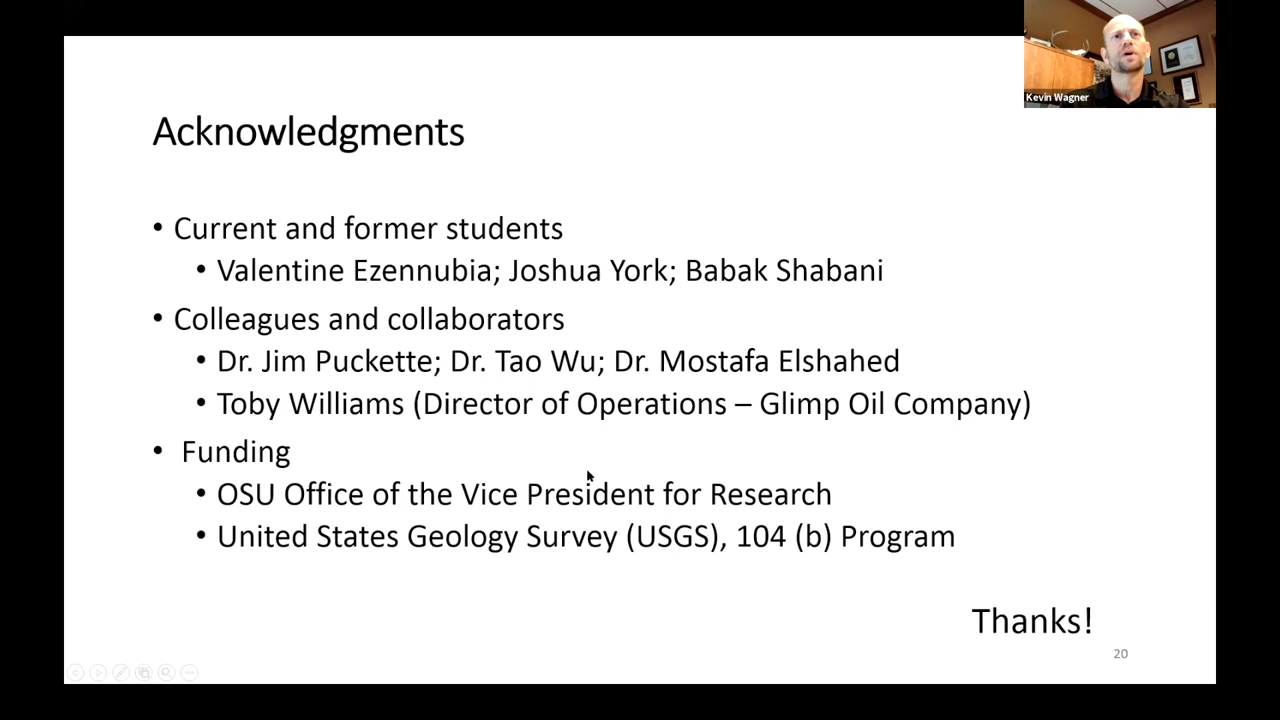 Kevin Wagner
Acknowledgments
• Current and former students
• Valentine Ezennubia; Joshua York; Babak Shabani
• Colleagues and collaborators
• Dr. Jim Puckette; Dr. Tao Wu; Dr. Mostafa Elshahed
• Toby Williams (Director of Operations – Glimp Oil Company)
• Funding
• OSU Office of the Vice President for Research
• United States Geology Survey (USGS), 104 (b) Program
Thanks!
20